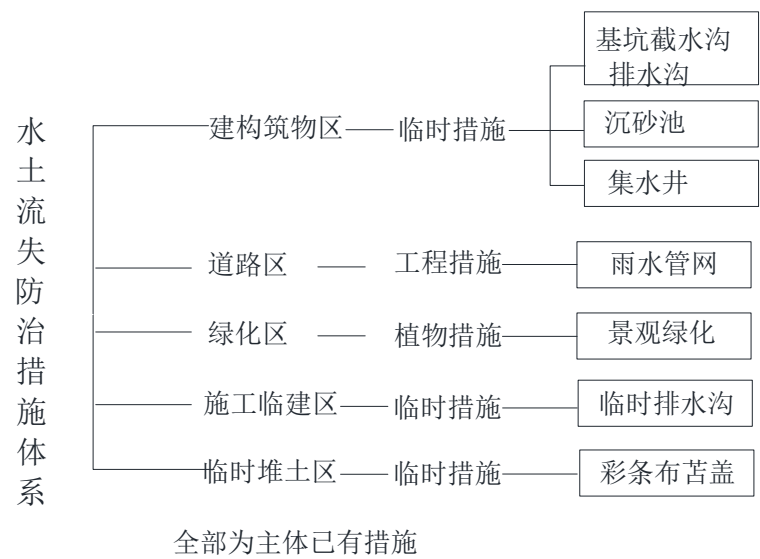 水土流失防治措施体系
建构筑物区
临时措施
基坑截水沟
排水沟
沉砂池
集水井
道路区
工程措施
雨水管网
绿化区
植物措施
景观绿化
施工临建区
临时措施
临时排水沟
临时堆土区
临时措施
彩条布苫盖
全部为主体已有措施